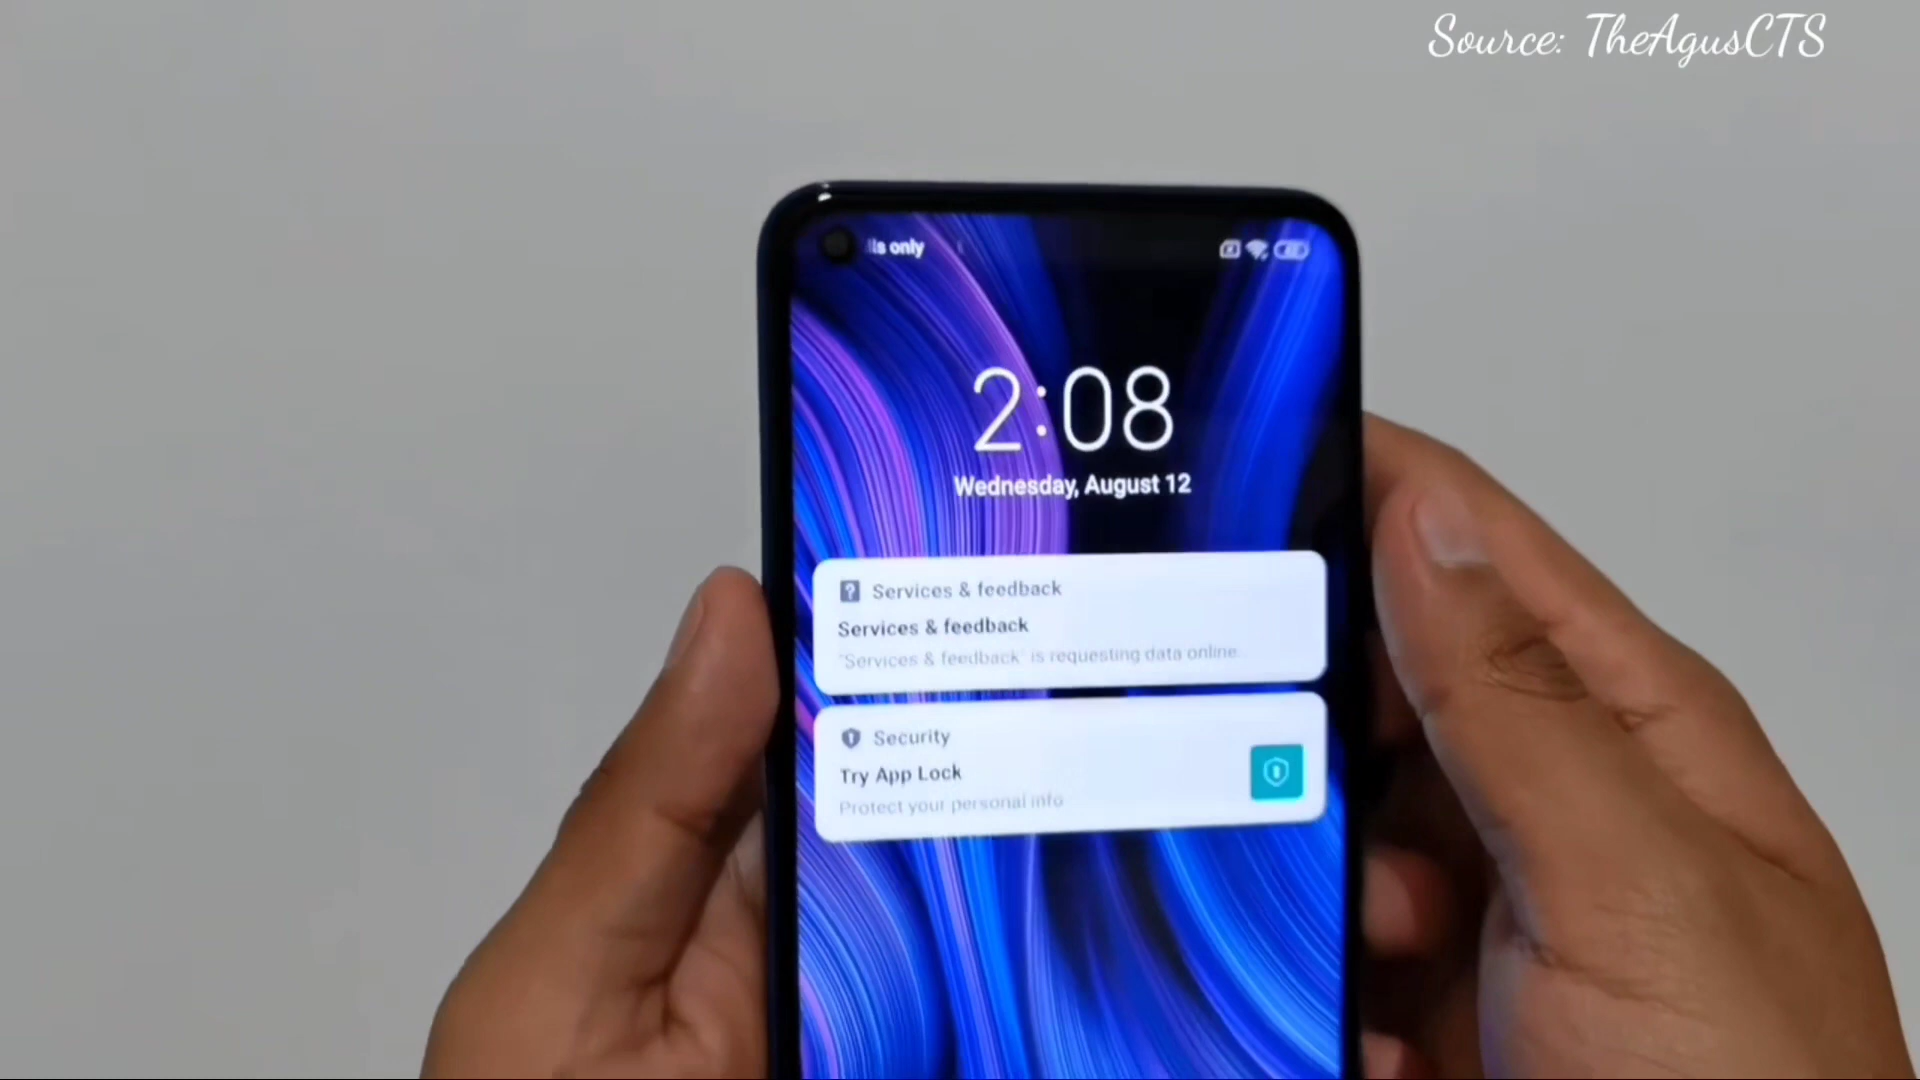 Source: TheAgusCTS
lls only
2:08
Wednesday, August 12
Services & feedback
Services & feedback
"Services & feedback" is requesting data online.
Security
Try App Lock
Protect your personal info